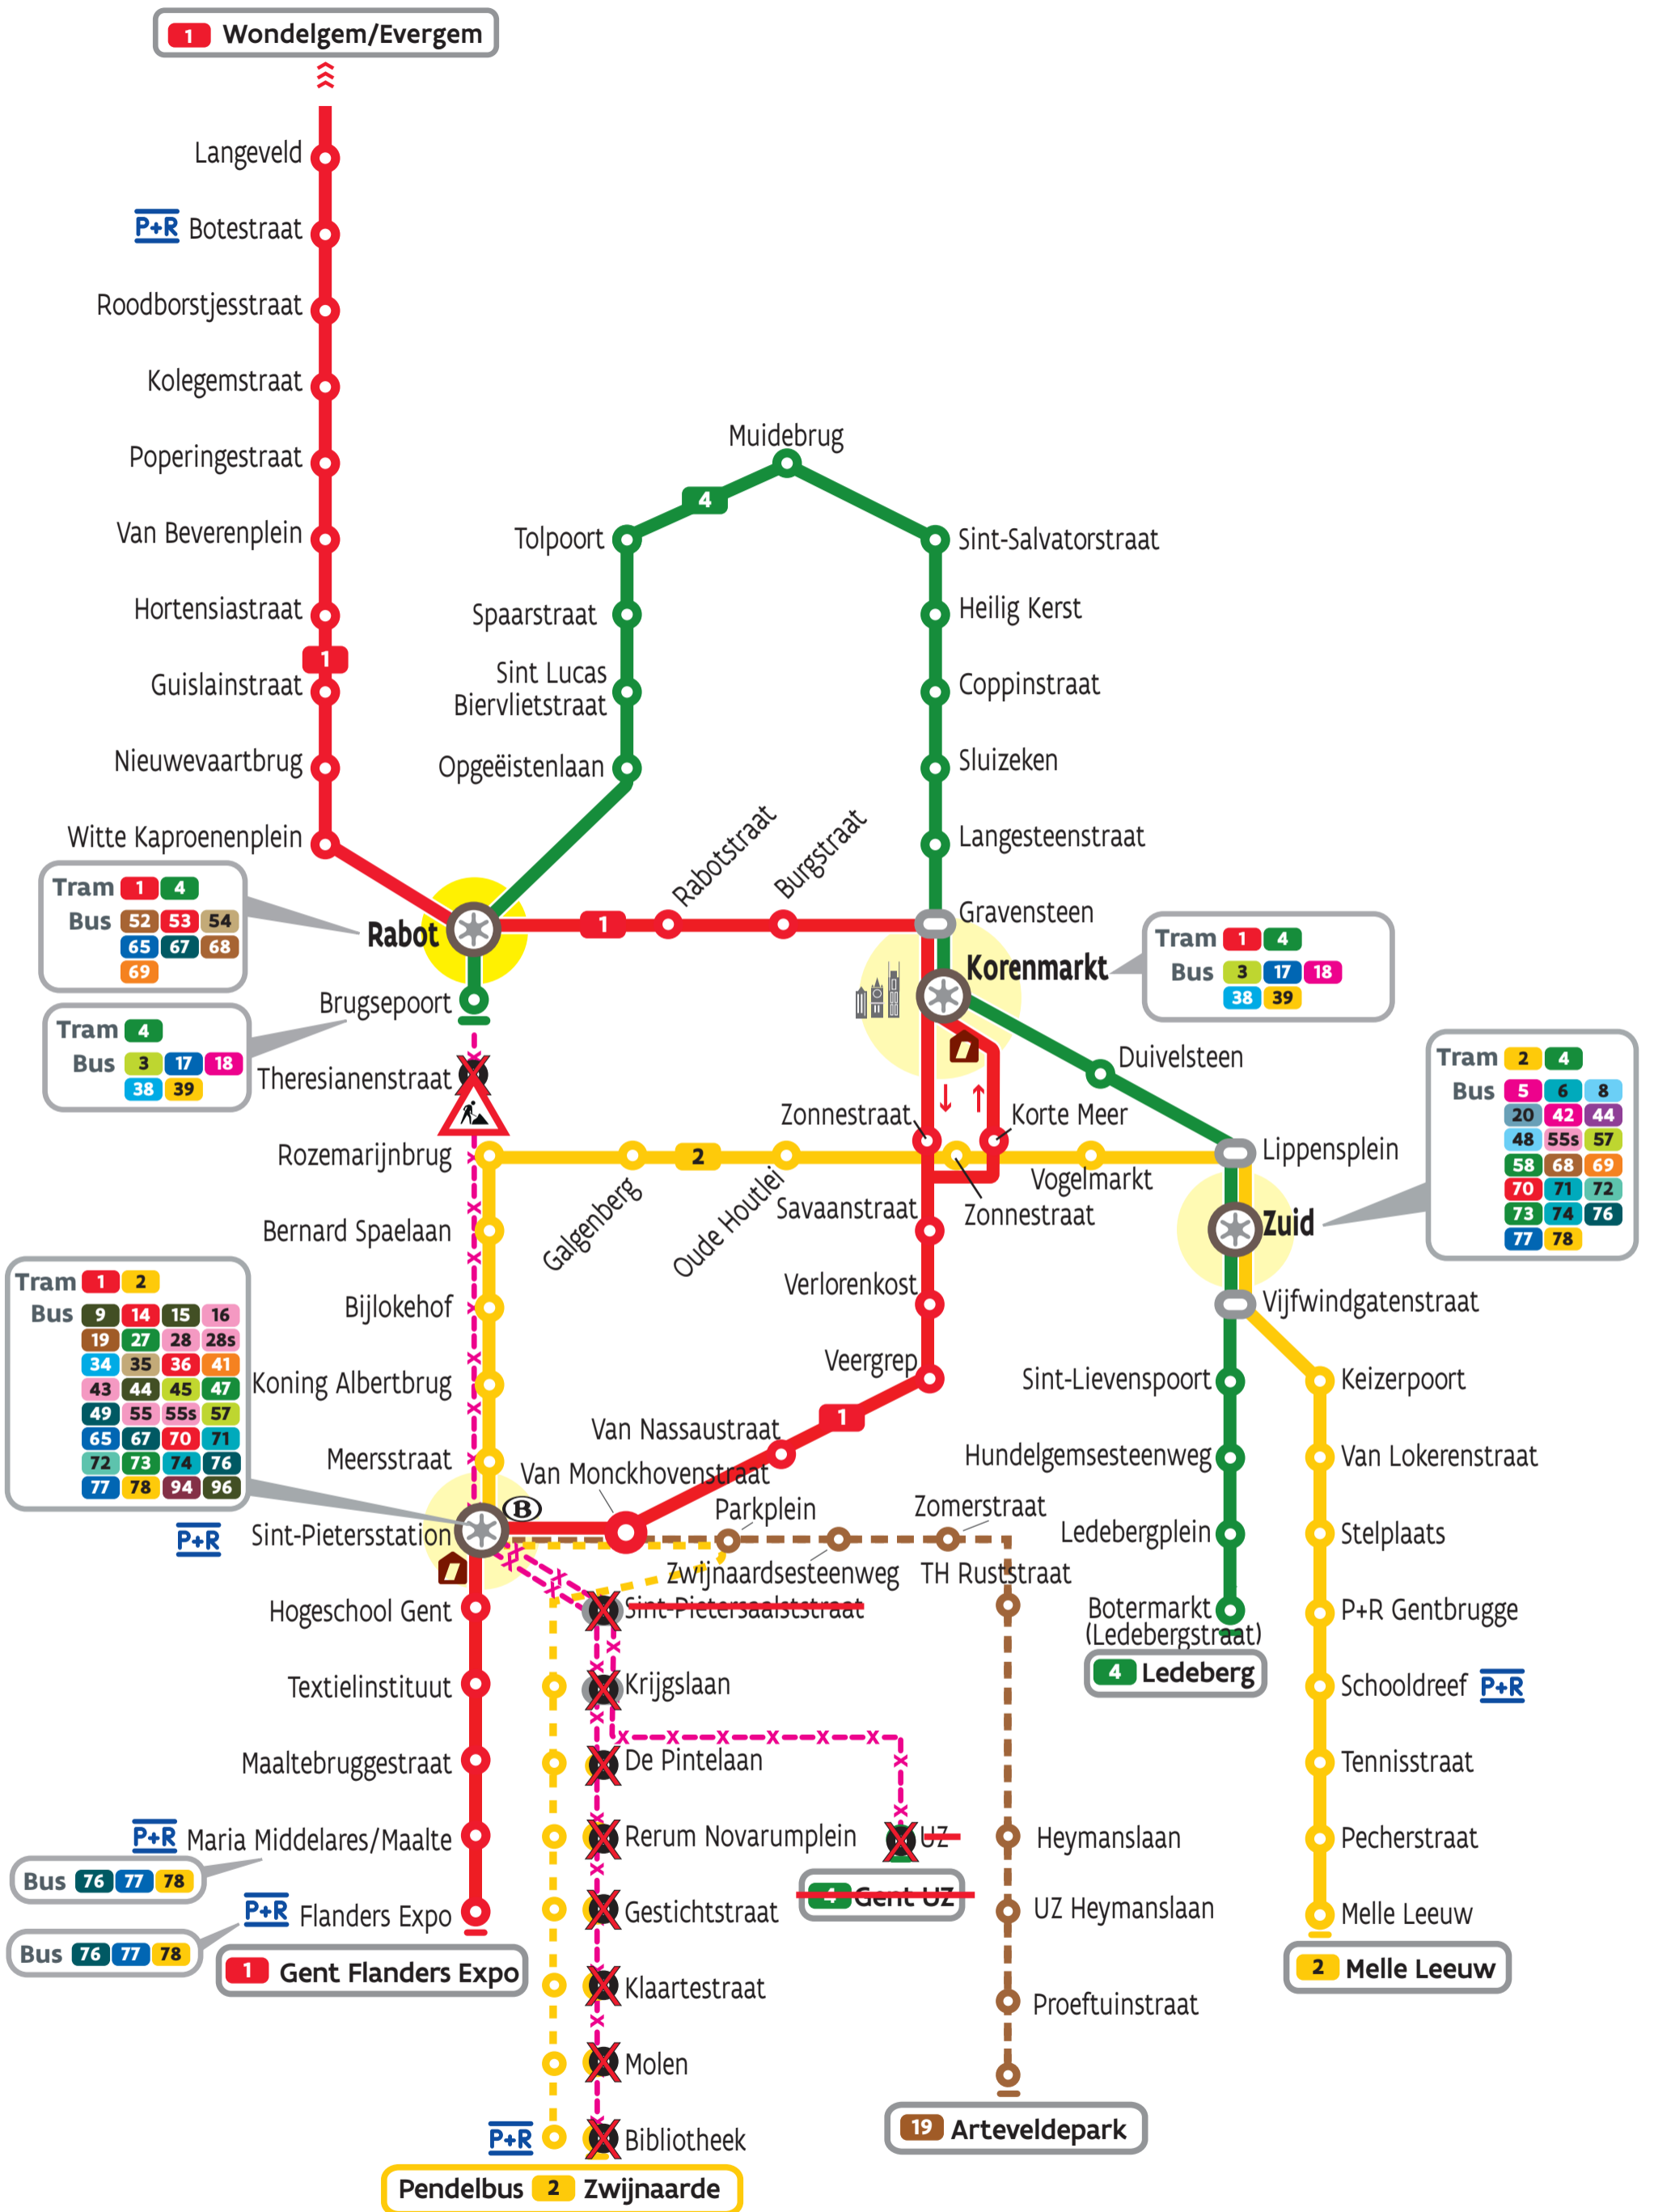 1 Wondelgem/Evergem
Langeveld
P+R Botestraat
Roodborstjesstraat
Kolegemstraat
Poperingestraat
Van Beverenplein
Hortensiastraat
1
Guislainstraat
Nieuwevaartbrug
Witte Kaproenenplein
Muidebrug
4
Tolpoort
Spaarstraat
Sint Lucas
Biervlietstraat
Opgeëistenlaan
Sint-Salvatorstraat
Heilig Kerst
Coppinstraat
Sluizeken
Langesteenstraat
Gravensteen
Rabotstraat
Burgstraat
1
Tram 1 4
Bus 52 53 54
65 67 68
69
Rabot
Korenmarkt
Tram 1 4
Bus 3 17 18
38 39
Brugsepoort
Tram 4
Bus 3 17 18
38 39
Theresianenstraat
Duivelsteen
Zonnestraat
Korte Meer
Tram 2 4
Bus 5 6 8
20 42 44
48 55s 57
58 68 69
70 71 72
73 74 76
77 78
Rozemarijnbrug
2
Lippensplein
Galgenberg
Oude Houtlei
Vogelmarkt
Zonnestraat
Savaanstraat
Zuid
Bernard Spaelaan
Bijlokehof
Verlorenkost
Vijfwindgatenstraat
Tram 1 2
Bus 9 14 15 16
19 27 28 28s
34 35 36 41
43 44 45 47
49 55 55s 57
65 67 70 71
72 73 74 76
77 78 94 96
Koning Albertbrug
Veergrep
Sint-Lievenspoort
Keizerpoort
1
Van Nassaustraat
Meersstraat
Van Monckhovenstraat
Hundelgemsesteenweg
Van Lokerenstraat
B
P+R Sint-Pietersstation
Parkplein
Zomerstraat
Zwijnaardsesteenweg
TH Ruststraat
Ledebergplein
Stelplaats
Hogeschool Gent
Sint-Pietersaalststraat
Botermarkt
(Ledebergstraat)
4 Ledeberg
P+R Gentbrugge
Textielinstituut
Krijgslaan
Schooldreef P+R
Maaltebruggestraat
De Pintelaan
Tennisstraat
P+R Maria Middelares/Maalte
Rerum Novarumplein
UZ
Heymanslaan
Pecherstraat
Bus 76 77 78
4 Gent UZ
P+R Flanders Expo
Gestichtstraat
UZ Heymanslaan
Melle Leeuw
Bus 76 77 78
1 Gent Flanders Expo
2 Melle Leeuw
Klaartestraat
Proeftuinstraat
Molen
19 Arteveldepark
P+R
Bibliotheek
Pendelbus 2 Zwijnaarde